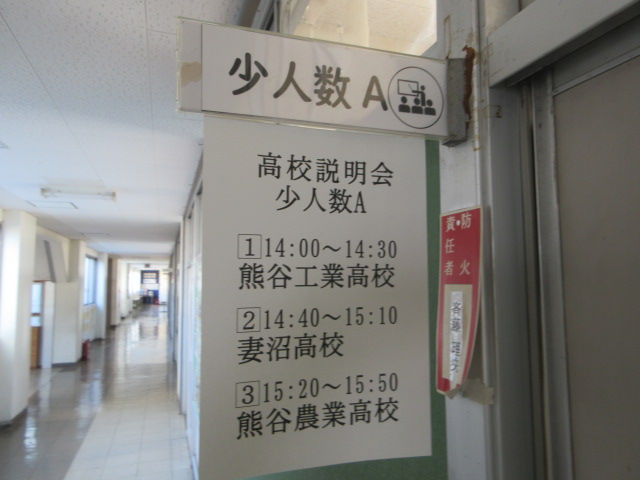 少人数A
高校説明会
少人数A
1 14:00～14:30
熊谷工業高校
2 14:40～15:10
妻沼高校
3 15:20～15:50
熊谷農業高校
防火
責任者